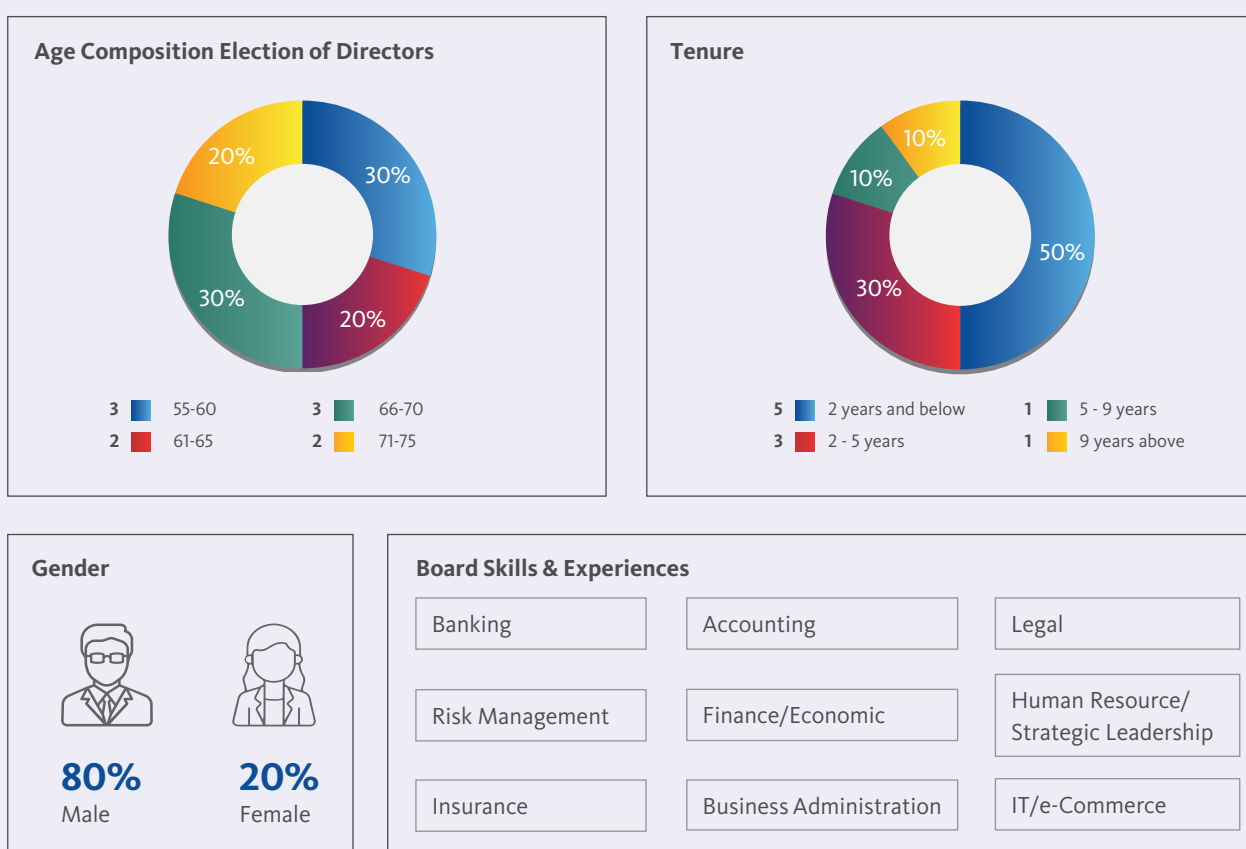 Age Composition Election of Directors
20%
30%
30%
20%
3 55-60
3 66-70
2 61-65
2 71-75
Tenure
10%
10%
50%
30%
5 2 years and below
1 5 - 9 years
3 2 - 5 years
1 9 years above
Gender
80%
Male
20%
Female
Board Skills & Experiences
Banking
Accounting
Legal
Risk Management
Finance/Economic
Human Resource/
Strategic Leadership
Insurance
Business Administration
IT/e-Commerce